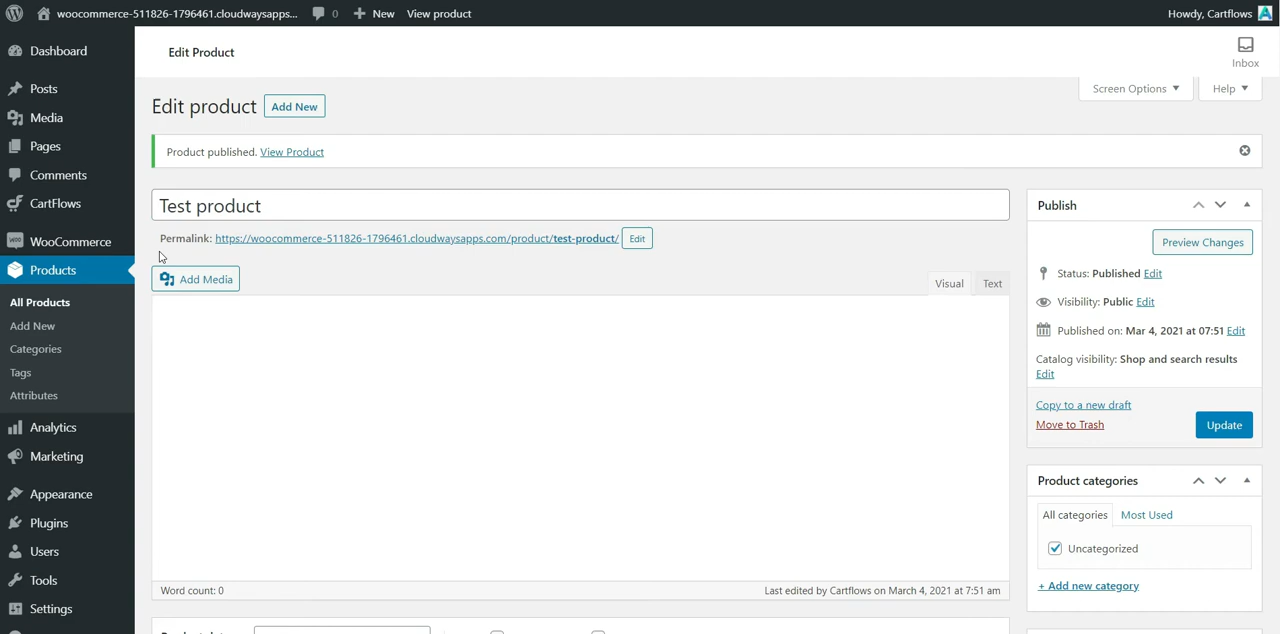 woocommerce-511826-1796461.cloudwaysapps... 0 New View product Howdy, Cartflows
Dashboard
Posts
Media
Pages
Comments
CartFlows
WooCommerce
Products
All Products
Add New
Categories
Tags
Attributes
Analytics
Marketing
Appearance
Plugins
Users
Tools
Settings
Edit Product
Inbox
Screen Options Help
Edit product Add New
Product published. View Product
Test product
Permalink: https://woocommerce-511826-1796461.cloudwaysapps.com/product/test-product/ Edit
Add Media
Visual Text
Word count: 0 Last edited by Cartflows on March 4, 2021 at 7:51 am
Publish
Preview Changes
Status: Published Edit
Visibility: Public Edit
Published on: Mar 4, 2021 at 07:51 Edit
Catalog visibility: Shop and search results
Edit
Copy to a new draft
Move to Trash
Update
Product categories
All categories Most Used
Uncategorized
+ Add new category